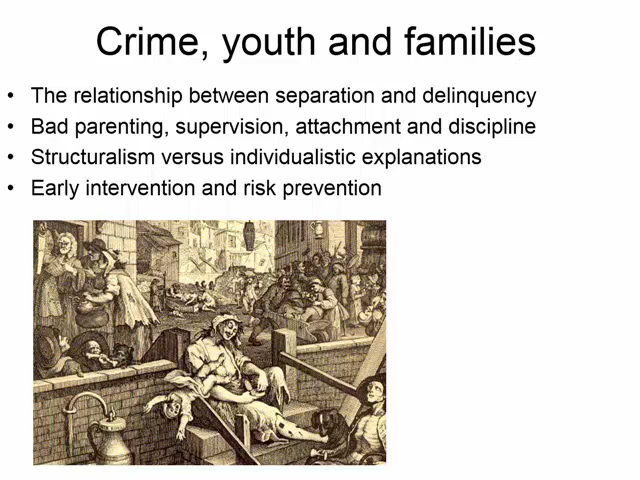 Crime, youth and families
• The relationship between separation and delinquency
• Bad parenting, supervision, attachment and discipline
• Structuralism versus individualistic explanations
• Early intervention and risk prevention